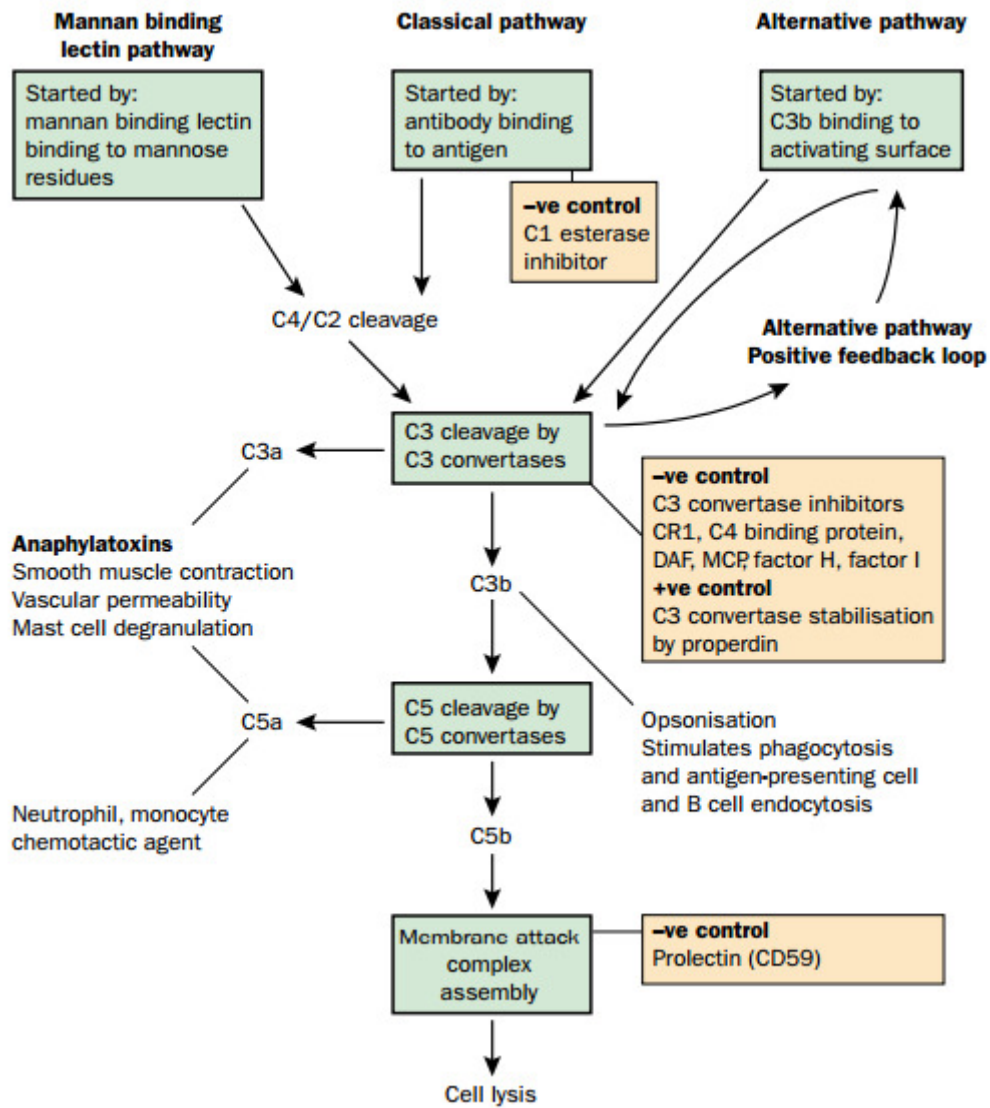 Mannan binding
lectin pathway
Classical pathway
Alternative pathway
Started by:
mannan binding lectin
binding to mannose
residues
Started by:
antibody binding
to antigen
Started by:
C3b binding to
activating surface
–ve control
C1 esterase
inhibitor
C4/C2 cleavage
Alternative pathway
Positive feedback loop
C3 cleavage by
C3 convertases
C3a
–ve control
C3 convertase inhibitors
CR1, C4 binding protein,
DAF, MCP, factor H, factor I
+ve control
C3 convertase stabilisation
by properdin
Anaphylatoxins
Smooth muscle contraction
Vascular permeability
Mast cell degranulation
C3b
C5 cleavage by
C5 convertases
C5a
Opsonisation
Stimulates phagocytosis
and antigen-presenting cell
and B cell endocytosis
Neutrophil, monocyte
chemotactic agent
C5b
Membrane attack
complex
assembly
–ve control
Prolectin (CD59)
Cell lysis